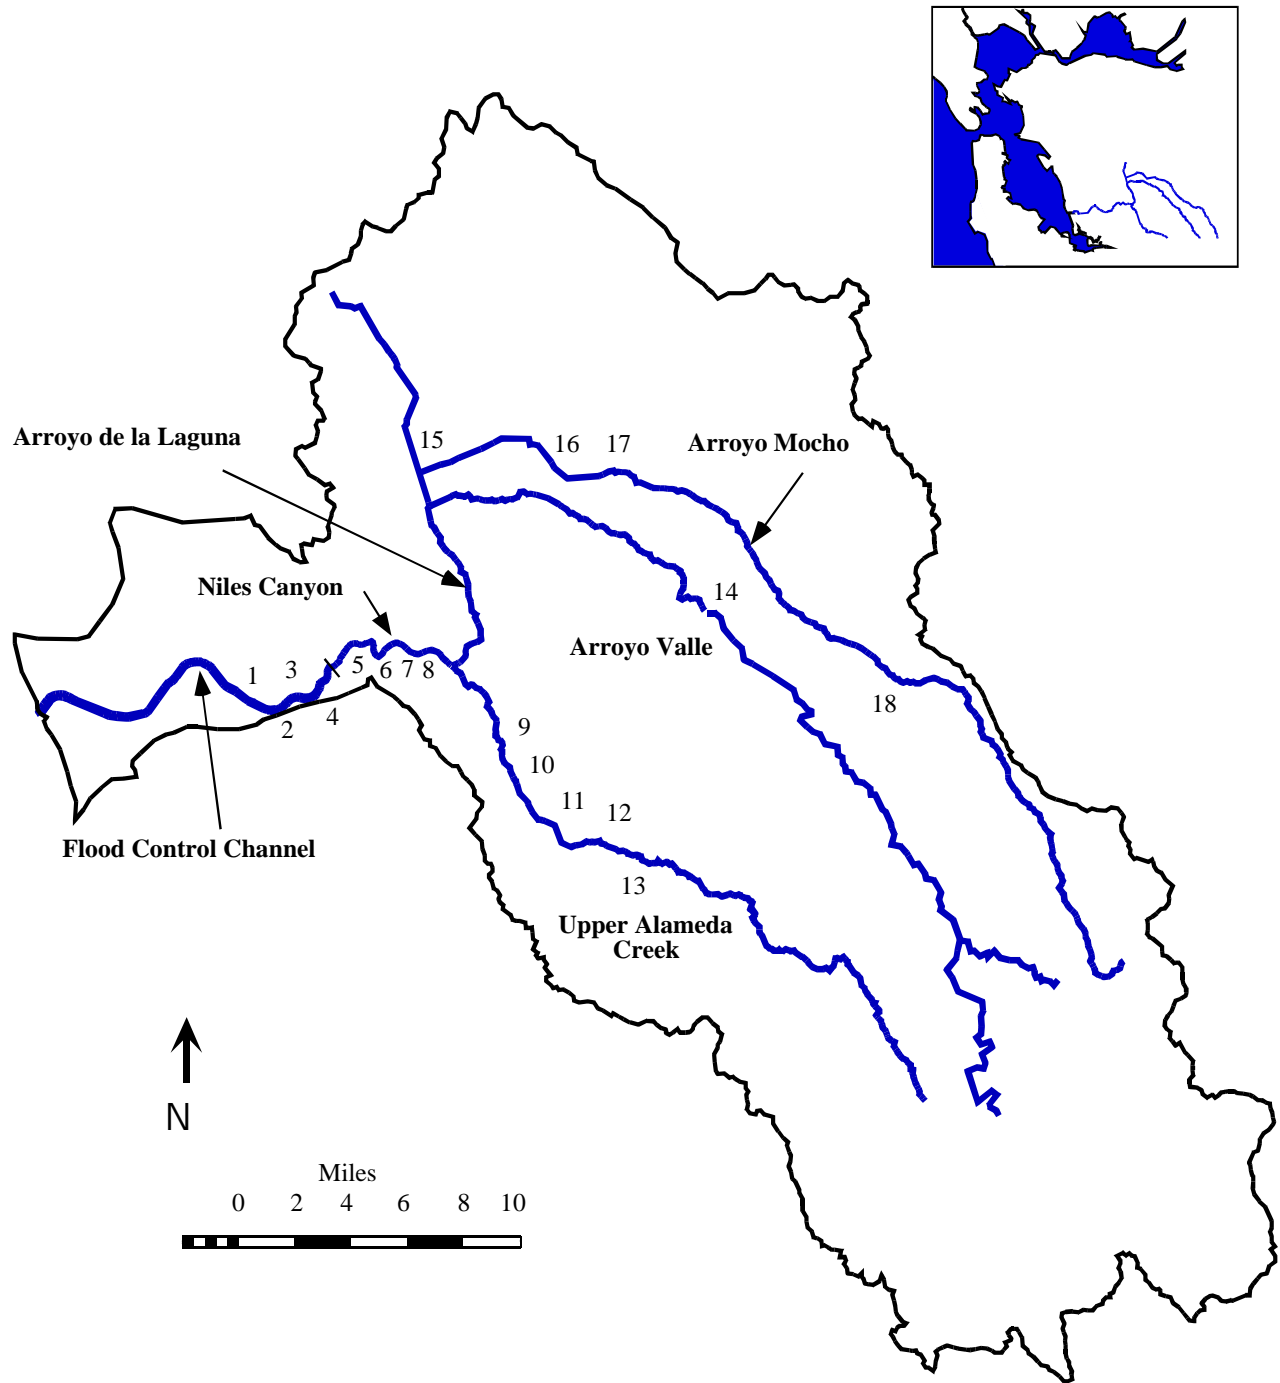 Arroyo de la Laguna
15
16
17
Arroyo Mocho
Niles Canyon
14
Arroyo Valle
1
3
5
6
7
8
2
4
18
9
10
11
12
Flood Control Channel
13
Upper Alameda
Creek
N
Miles
0 2 4 6 8 10